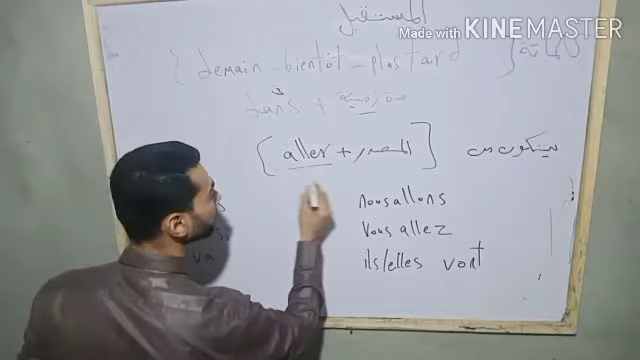 Made with KINEMASTER
المستقبل
{ demain - bientôt - plus tard }
dans + مدة زمنية
يتكون من [ aller + المصدر ]
nous allons
vous allez
va ils/elles vont